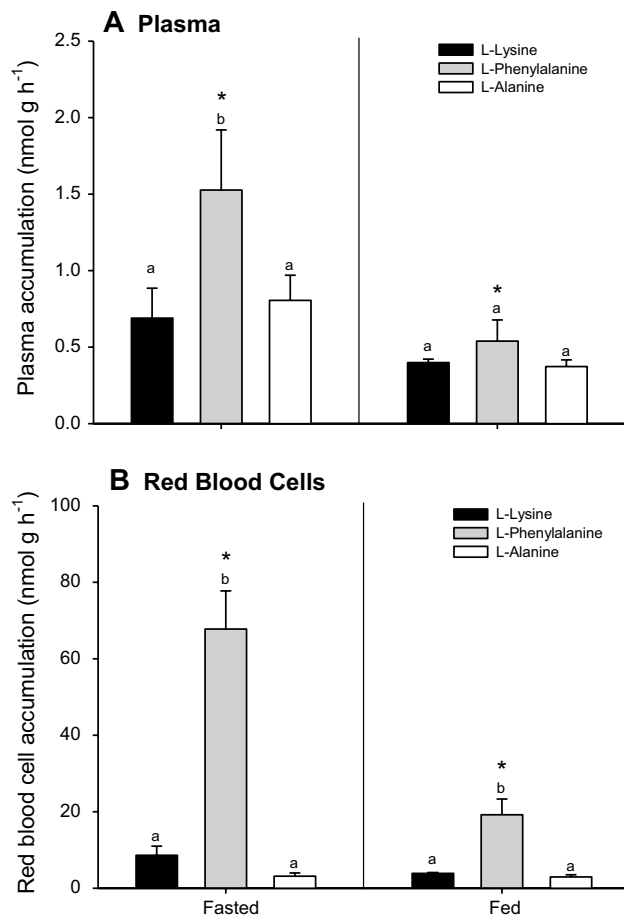 A Plasma
Plasma accumulation (nmol g h⁻¹)
2.5
2.0
1.5
1.0
0.5
0.0
L-Lysine
L-Phenylalanine
L-Alanine
a
*
b
a
a
*
a
a
B Red Blood Cells
Red blood cell accumulation (nmol g h⁻¹)
100
80
60
40
20
0
L-Lysine
L-Phenylalanine
L-Alanine
a
*
b
a
a
*
b
a
Fasted Fed